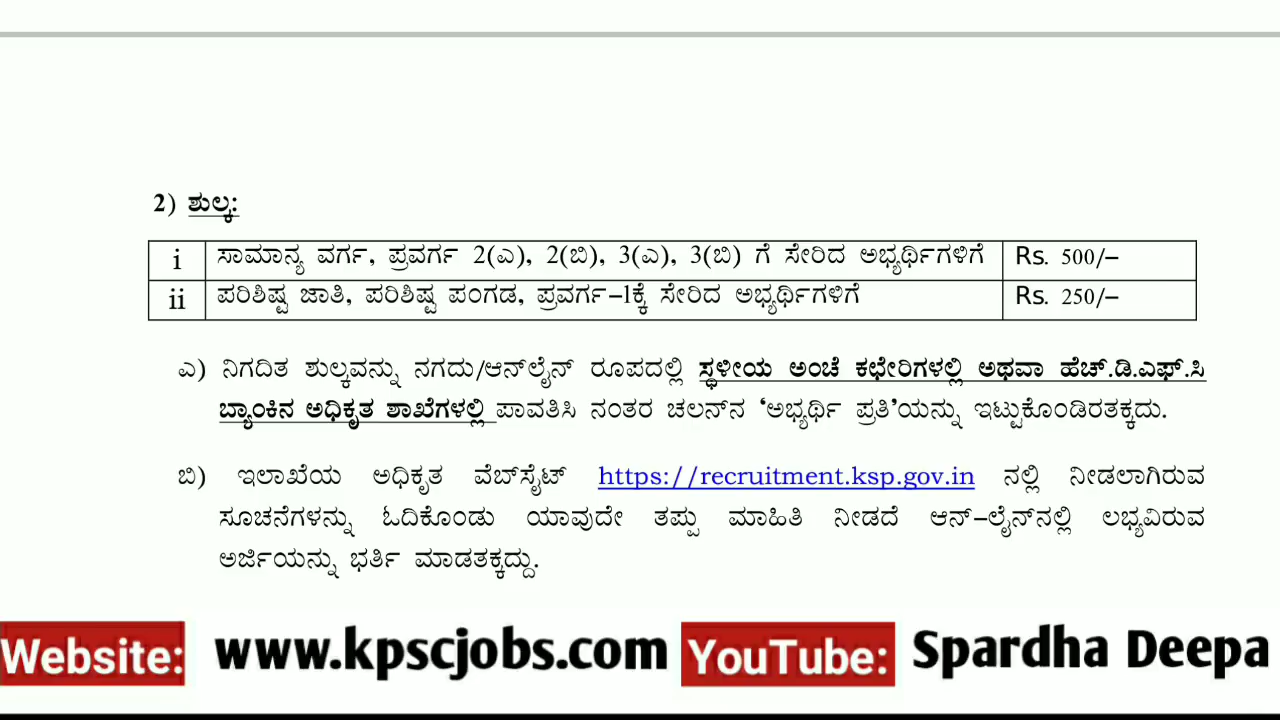 2) ಶುಲ್ಕ:
i ಸಾಮಾನ್ಯ ವರ್ಗ, ಪ್ರವರ್ಗ 2(ಎ), 2(ಬಿ), 3(ಎ), 3(ಬಿ) ಗೆ ಸೇರಿದ ಅಭ್ಯರ್ಥಿಗಳಿಗೆ Rs. 500/–
ii ಪರಿಶಿಷ್ಟ ಜಾತಿ, ಪರಿಶಿಷ್ಟ ಪಂಗಡ, ಪ್ರವರ್ಗ–1ಕ್ಕೆ ಸೇರಿದ ಅಭ್ಯರ್ಥಿಗಳಿಗೆ Rs. 250/–
ಎ) ನಿಗದಿತ ಶುಲ್ಕವನ್ನು ನಗದು/ಆನ್‌ಲೈನ್ ರೂಪದಲ್ಲಿ ಸ್ಥಳೀಯ ಅಂಚೆ ಕಛೇರಿಗಳಲ್ಲಿ ಅಥವಾ ಹೆಚ್.ಡಿ.ಎಫ್.ಸಿ
ಬ್ಯಾಂಕಿನ ಅಧಿಕೃತ ಶಾಖೆಗಳಲ್ಲಿ ಪಾವತಿಸಿ ನಂತರ ಚಲನ್‌ನ ‘ಅಭ್ಯರ್ಥಿ ಪ್ರತಿ’ಯನ್ನು ಇಟ್ಟುಕೊಂಡಿರತಕ್ಕದು.
ಬಿ) ಇಲಾಖೆಯ ಅಧಿಕೃತ ವೆಬ್‌ಸೈಟ್ https://recruitment.ksp.gov.in ನಲ್ಲಿ ನೀಡಲಾಗಿರುವ
ಸೂಚನೆಗಳನ್ನು ಓದಿಕೊಂಡು ಯಾವುದೇ ತಪ್ಪು ಮಾಹಿತಿ ನೀಡದೆ ಆನ್–ಲೈನ್‌ನಲ್ಲಿ ಲಭ್ಯವಿರುವ
ಅರ್ಜಿಯನ್ನು ಭರ್ತಿ ಮಾಡತಕ್ಕದ್ದು.
Website: www.kpscjobs.com YouTube: Spardha Deepa